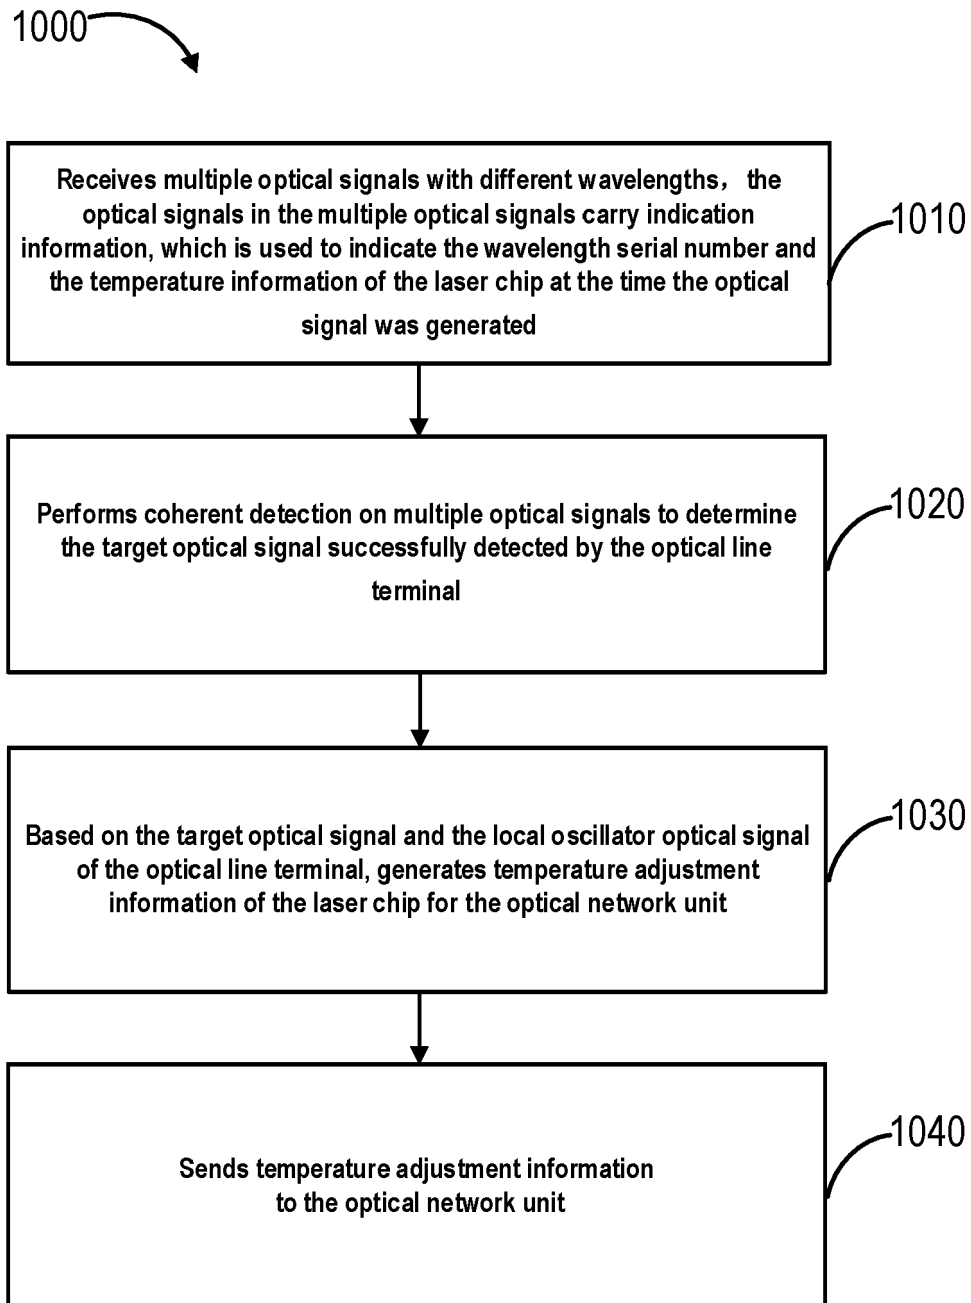 1000
Receives multiple optical signals with different wavelengths, the
optical signals in the multiple optical signals carry indication
information, which is used to indicate the wavelength serial number and
the temperature information of the laser chip at the time the optical
signal was generated
1010
Performs coherent detection on multiple optical signals to determine
the target optical signal successfully detected by the optical line
terminal
1020
Based on the target optical signal and the local oscillator optical signal
of the optical line terminal, generates temperature adjustment
information of the laser chip for the optical network unit
1030
Sends temperature adjustment information
to the optical network unit
1040